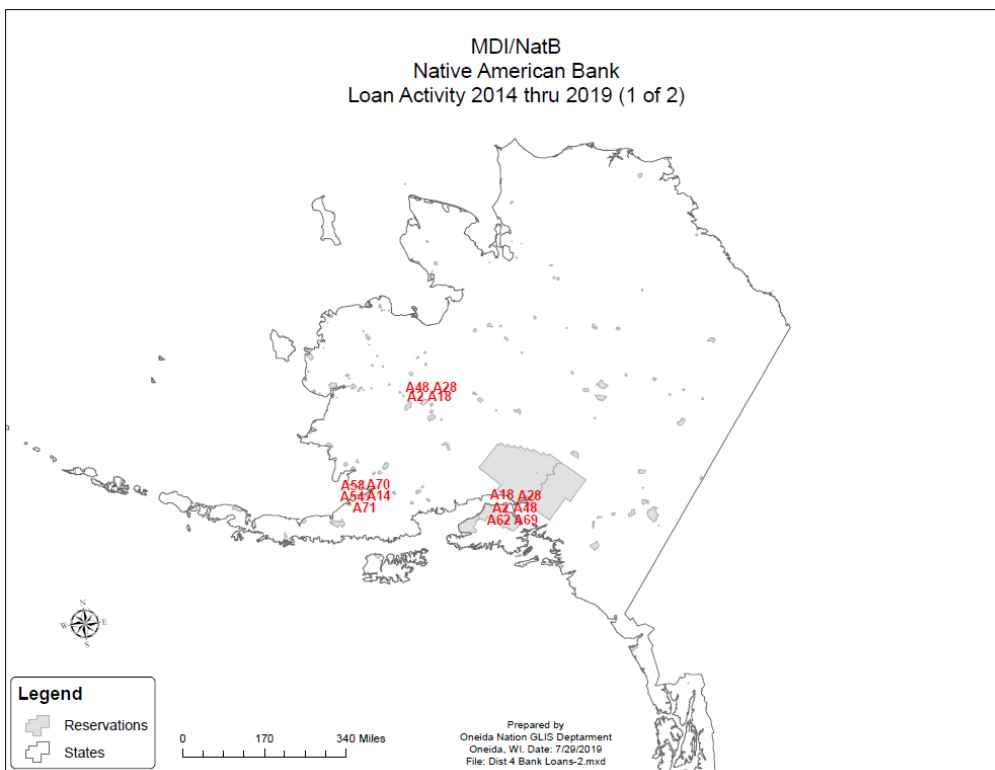 MDI/NatB
Native American Bank
Loan Activity 2014 thru 2019 (1 of 2)
A48 A28
A2 A18
A58 A70
A54 A14
A71
A18 A28
A2 A48
A62 A69
N
W E
S
Legend
Reservations
States
0 170 340 Miles
Prepared by
Oneida Nation GLIS Deptarment
Oneida, WI. Date: 7/29/2019
File: Dist 4 Bank Loans-2.mxd